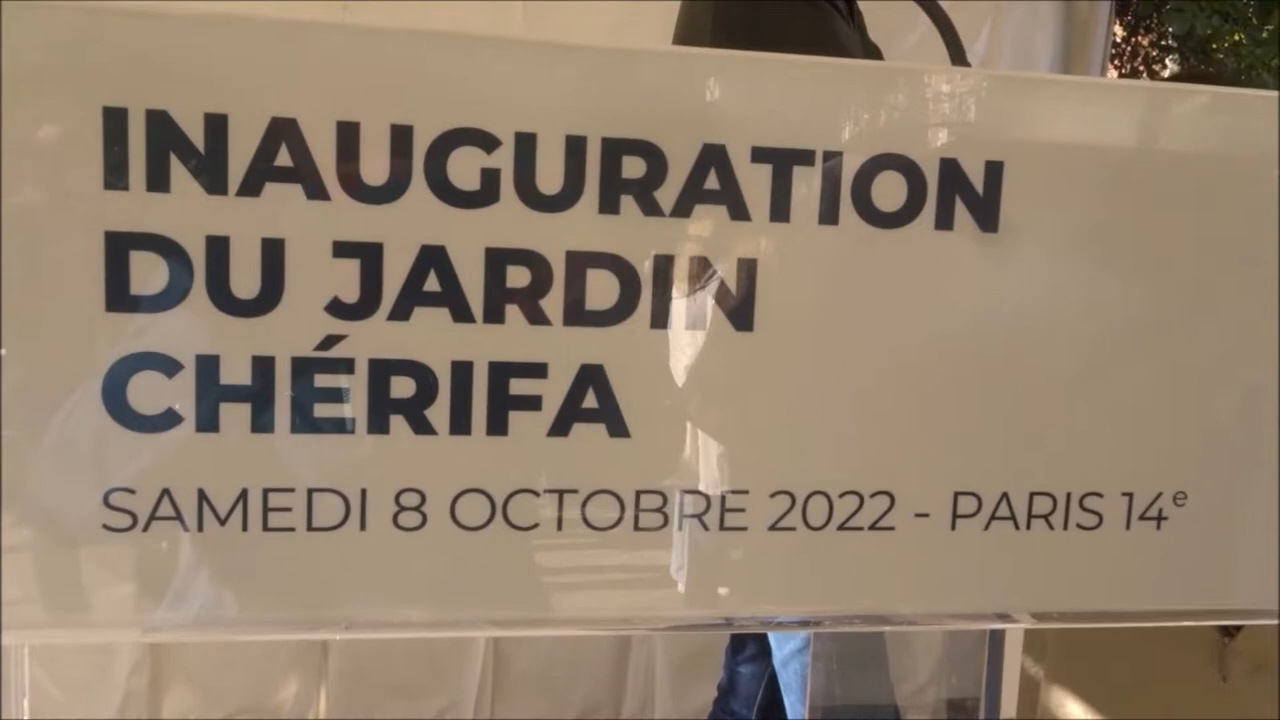 INAUGURATION
DU JARDIN
CHÉRIFA
SAMEDI 8 OCTOBRE 2022 - PARIS 14e